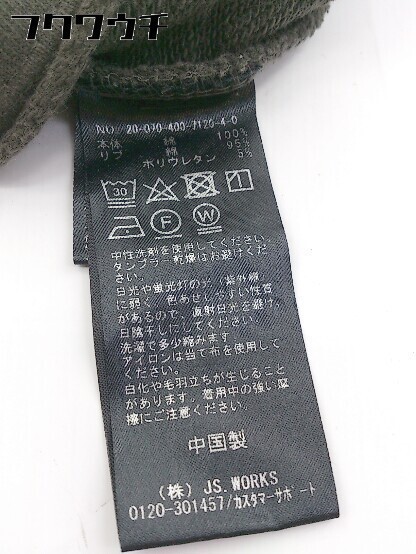 フクワウチ
NO 20-070-400-7120-4-0
本体 綿 100%
リブ 綿 95%
ポリウレタン 5%
30
F W
中性洗剤を使用してください。
タンブラー乾燥はお避けくだ
さい。
日光や蛍光灯の光（紫外線）
に弱く 色あせしやすい性質
があるので、直射日光を避け、
日陰干しにしてください。
洗濯で多少縮みます。
アイロンは当て布を使用して
ください。
白化や毛羽立ちが生じること
があります。着用中の強い摩
擦にご注意ください。
中国製
（株）JS.WORKS
0120-301457/カスタマーサポート